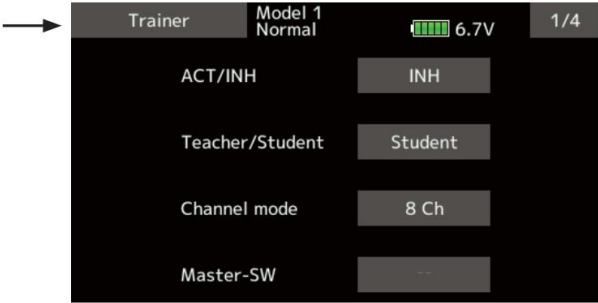 Trainer Model 1 Normal 6.7V 1/4
ACT/INH INH
Teacher/Student Student
Channel mode 8 Ch
Master-SW --